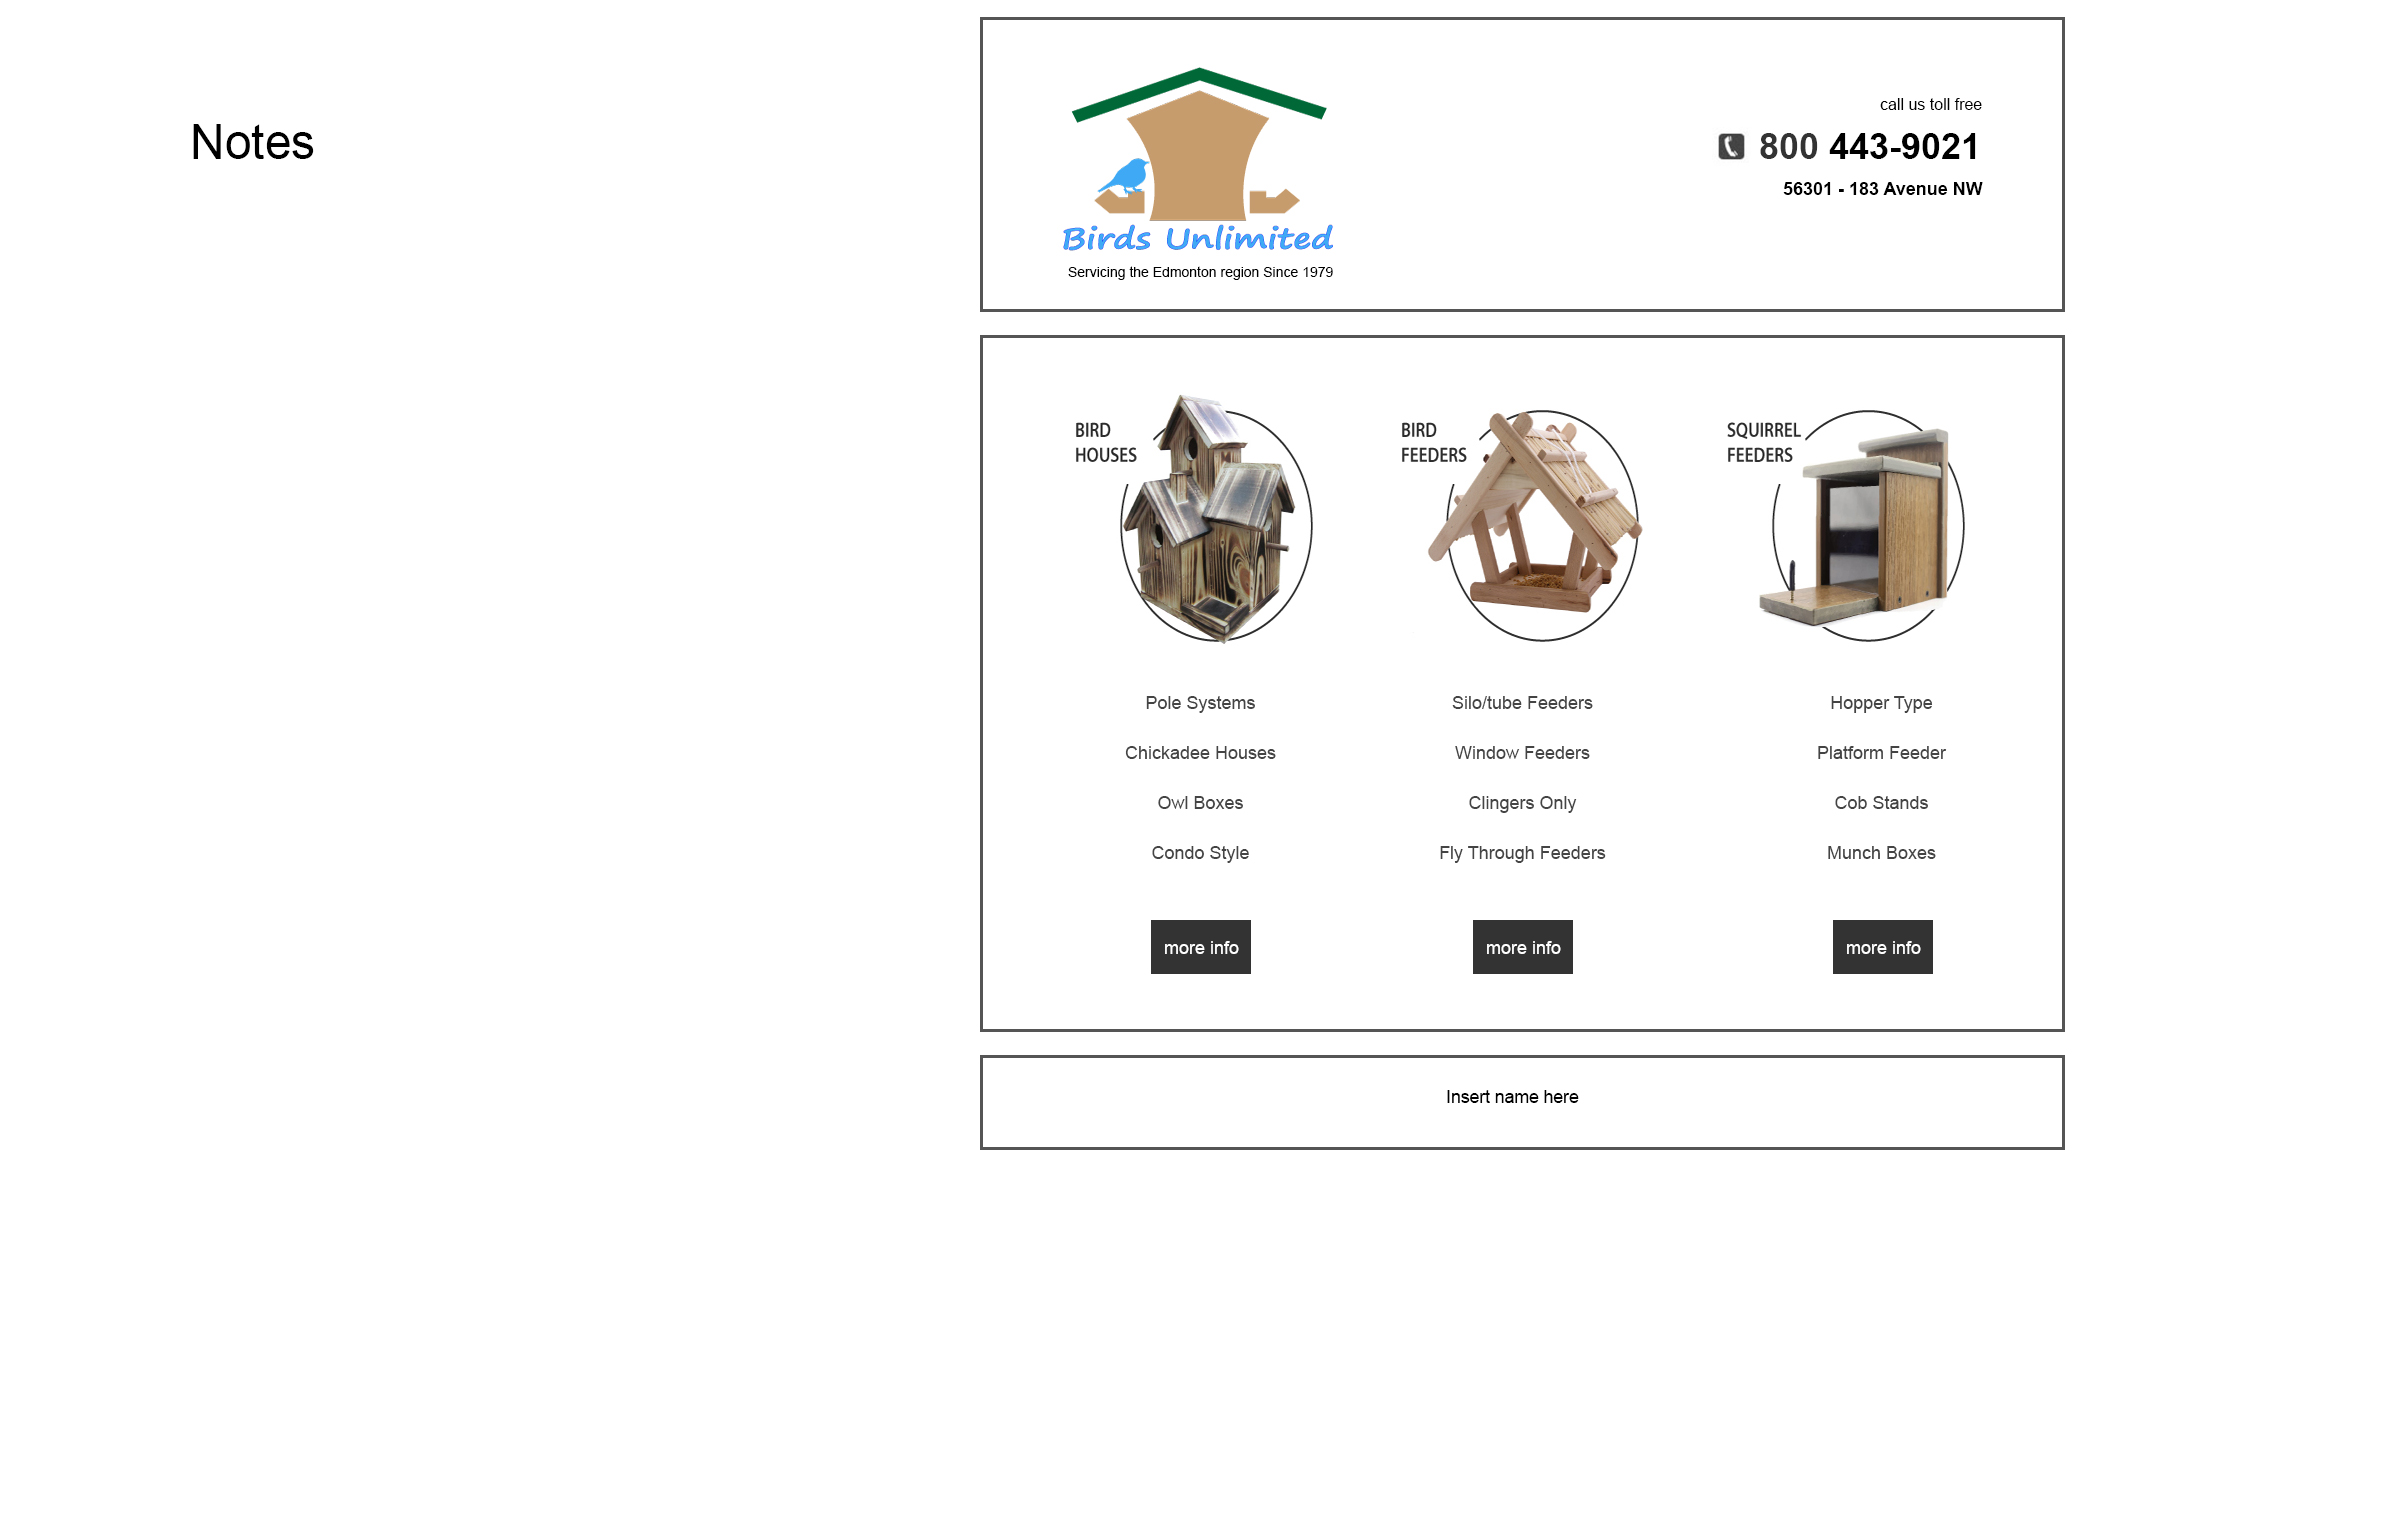 Notes
Birds Unlimited
Servicing the Edmonton region Since 1979
call us toll free
800 443-9021
56301 - 183 Avenue NW
BIRD
HOUSES
BIRD
FEEDERS
SQUIRREL
FEEDERS
Pole Systems
Chickadee Houses
Owl Boxes
Condo Style
more info
Silo/tube Feeders
Window Feeders
Clingers Only
Fly Through Feeders
more info
Hopper Type
Platform Feeder
Cob Stands
Munch Boxes
more info
Insert name here